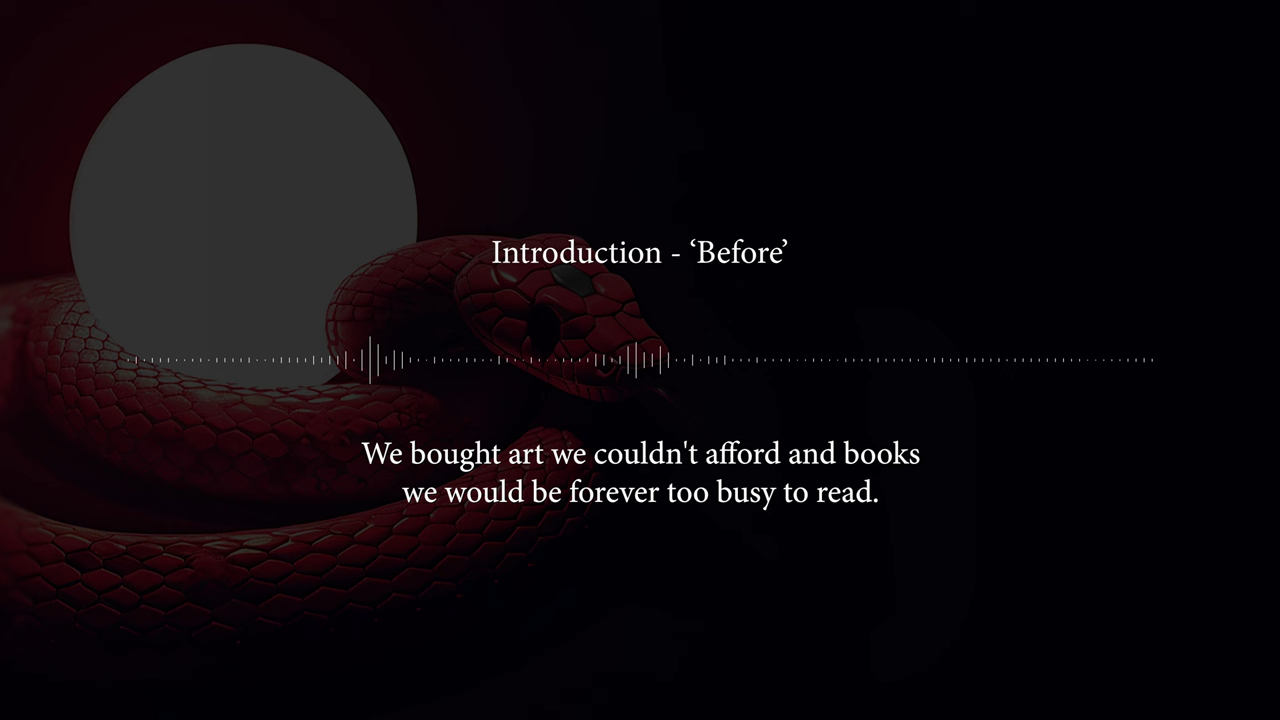 Introduction - ‘Before’
We bought art we couldn't afford and books
we would be forever too busy to read.